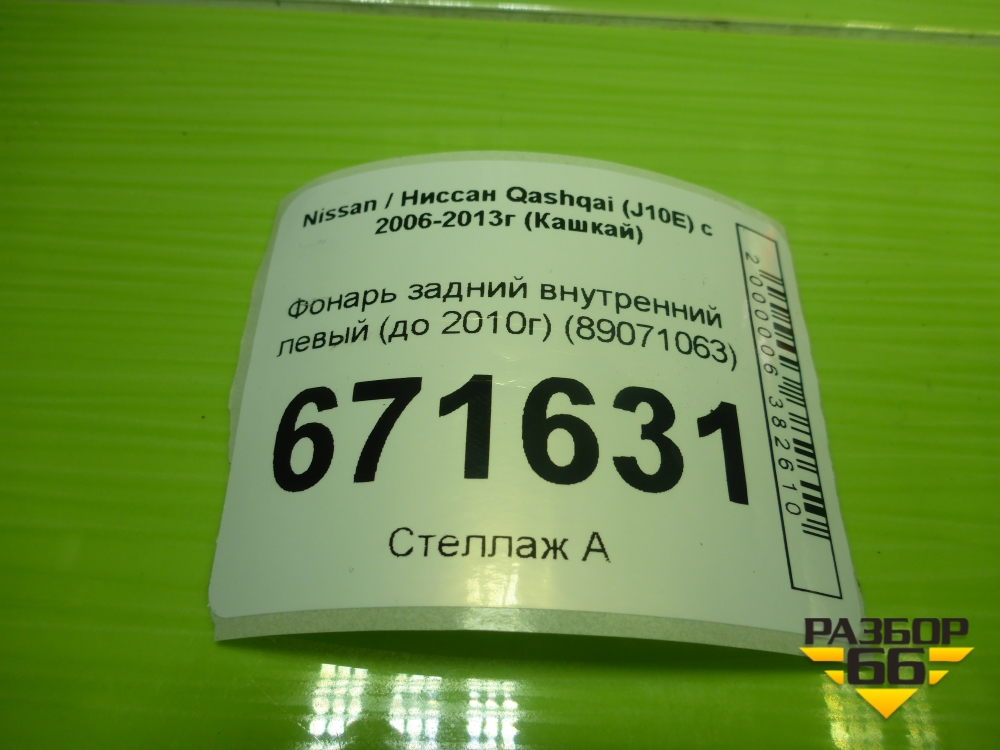 Nissan / Ниссан Qashqai (J10E) с
2006-2013г (Кашкай)
Фонарь задний внутренний
левый (до 2010г) (89071063)
671631
Стеллаж А
2000006382610
РАЗБОР
66